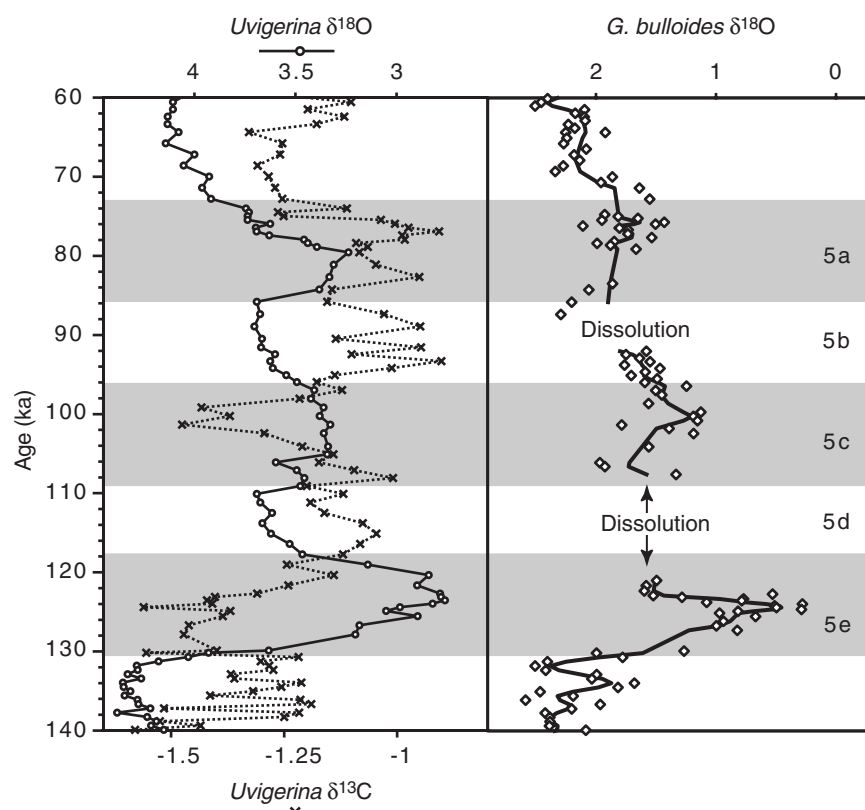 Uvigerina δ18O
G. bulloides δ18O
4 3.5 3
2 1 0
60
70
80
90
100
110
120
130
140
Age (ka)
5a
Dissolution
5b
5c
Dissolution
5d
5e
-1.5 -1.25 -1
Uvigerina δ13C